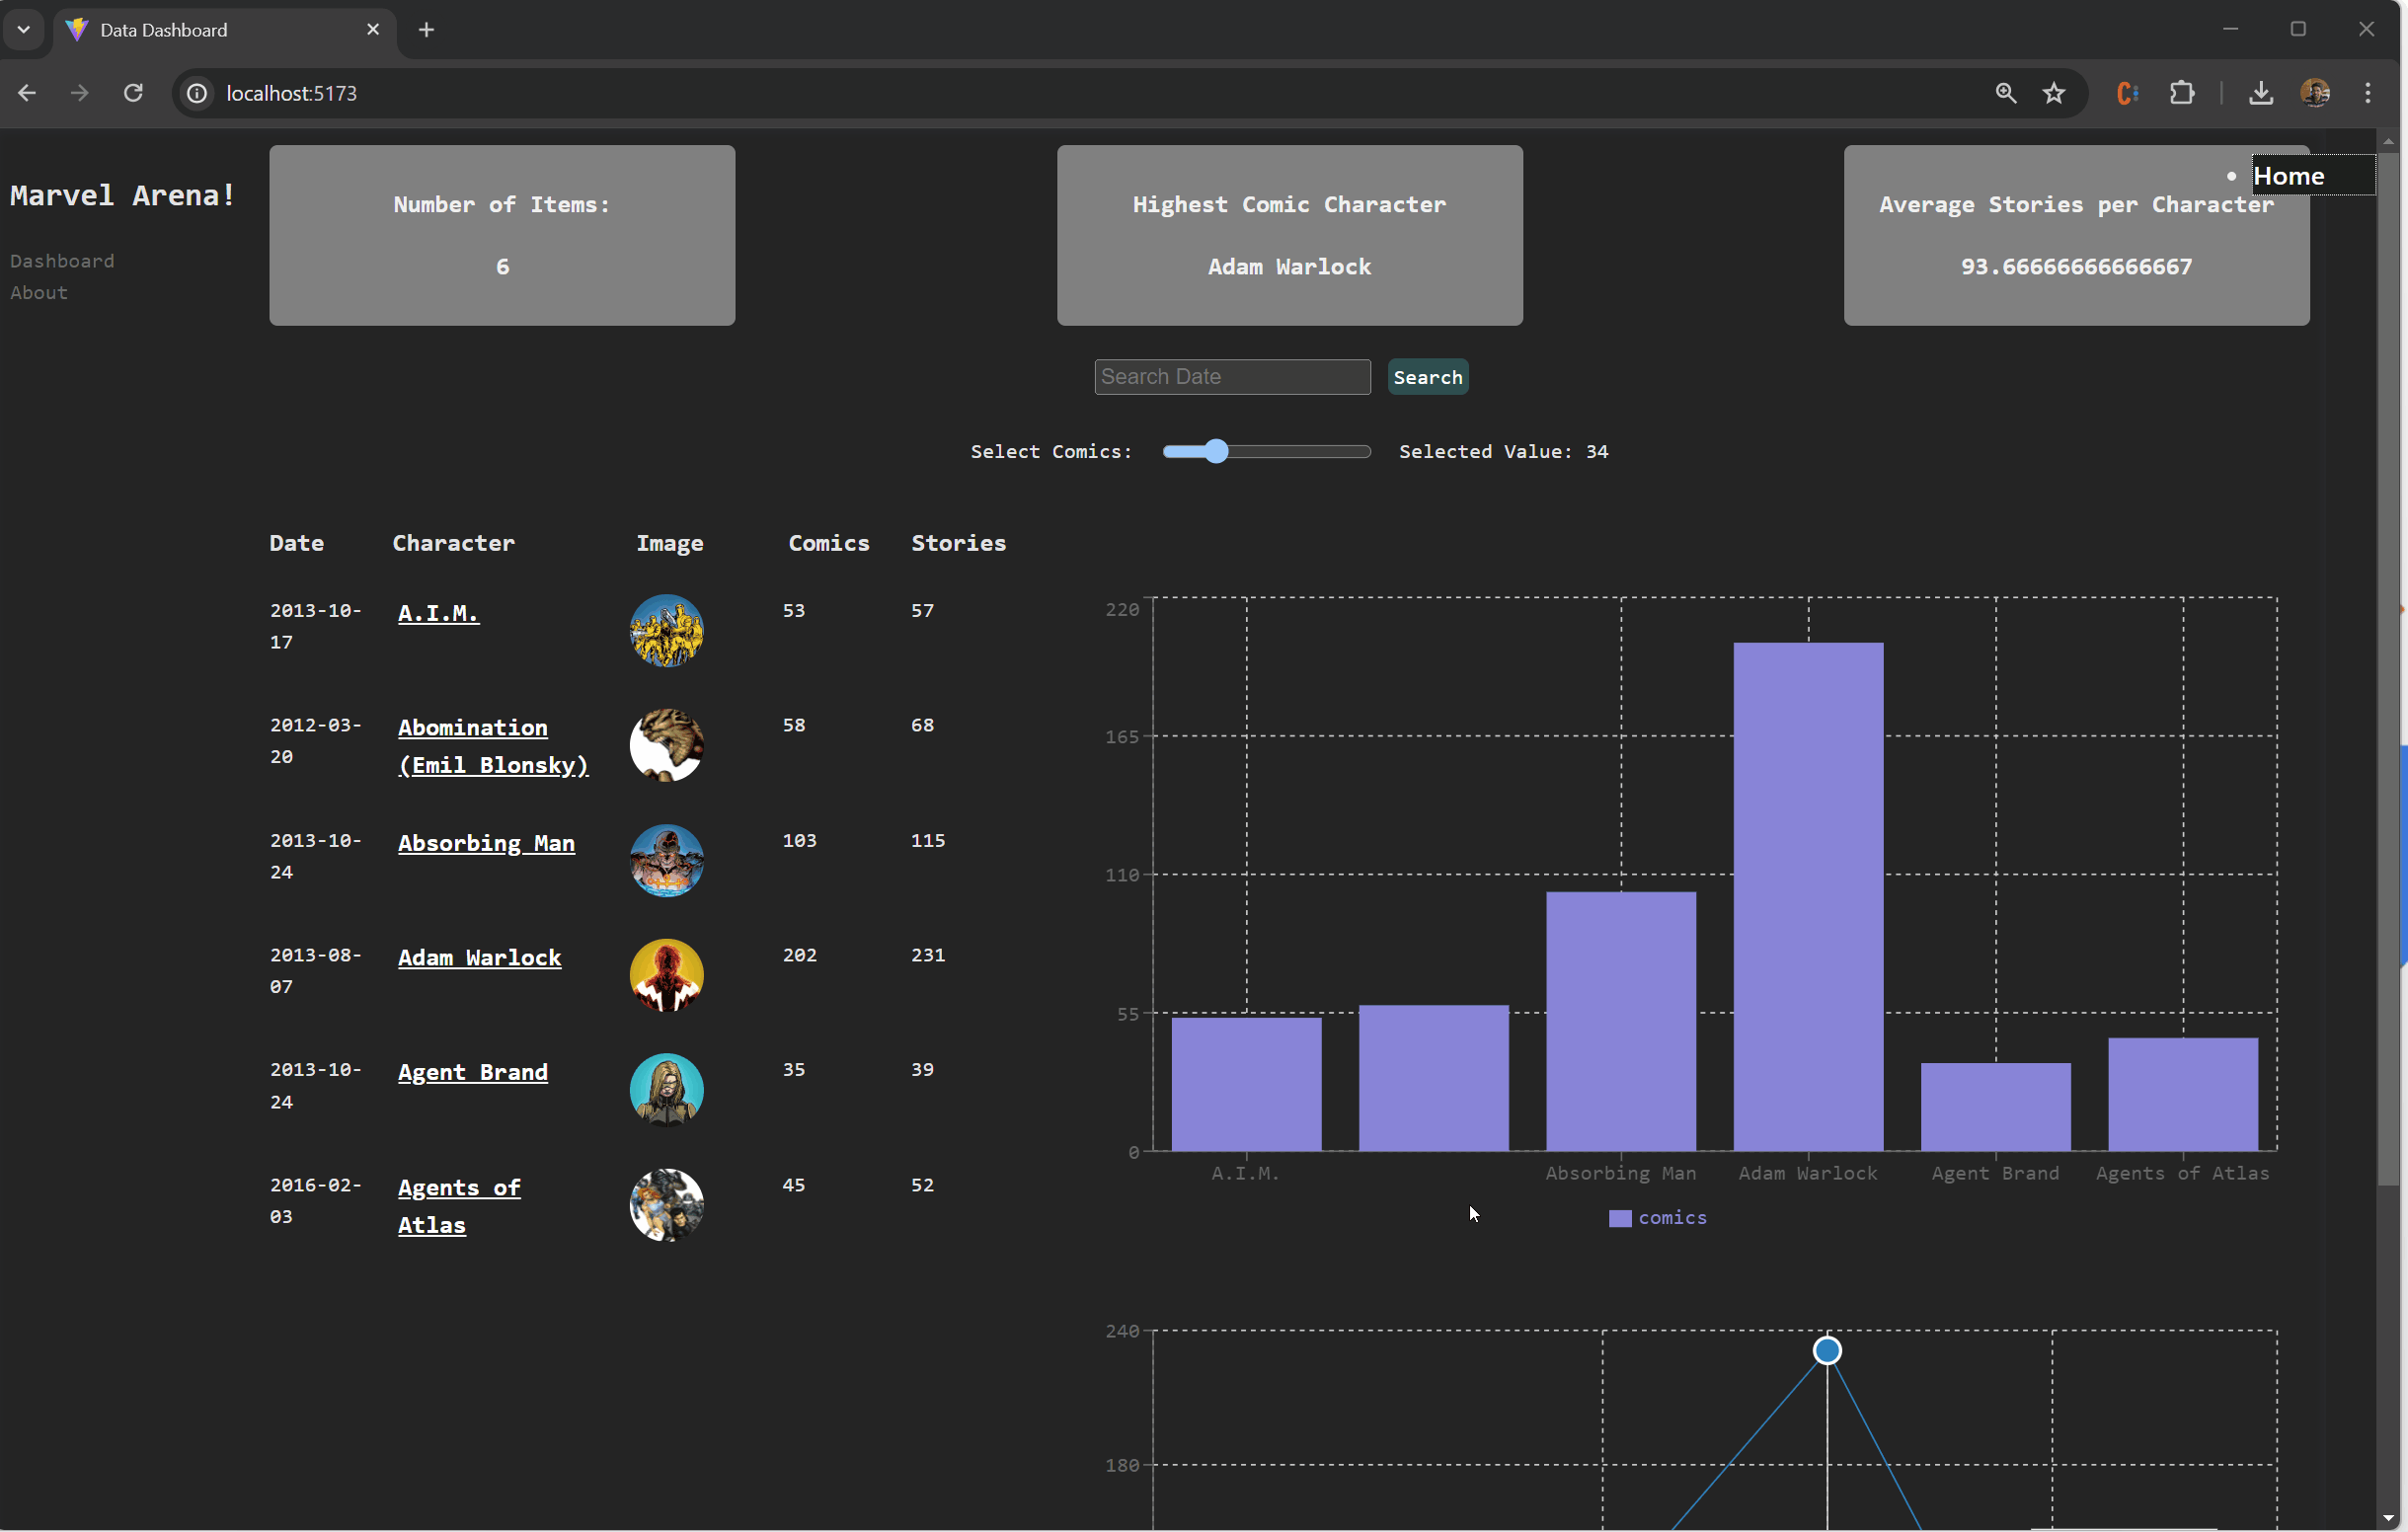 Data Dashboard
localhost:5173
Marvel Arena!
Dashboard
About
Number of Items:
6
Highest Comic Character
Adam Warlock
Home
Average Stories per Character
93.66666666666667
Search Date
Search
Select Comics:
Selected Value: 34
Date Character Image Comics Stories
2013-10-
17
A.I.M.
53
57
2012-03-
20
Abomination
(Emil Blonsky)
58
68
2013-10-
24
Absorbing Man
103
115
2013-08-
07
Adam Warlock
202
231
2013-10-
24
Agent Brand
35
39
2016-02-
03
Agents of
Atlas
45
52
220
165
110
55
0
A.I.M. Absorbing Man Adam Warlock Agent Brand Agents of Atlas
comics
240
180